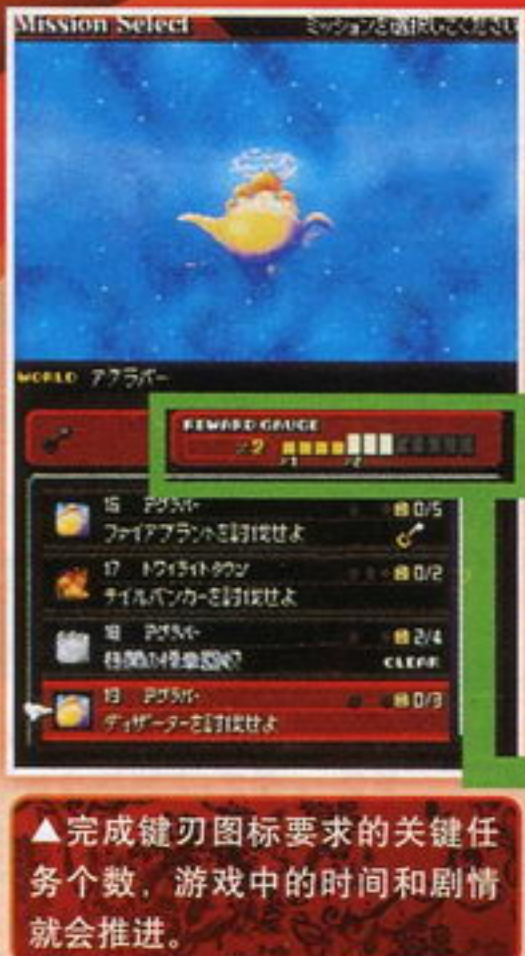 Mission Select ミッションを選択してください
WORLD アグラバー
REWARD GAUGE
×2
×1 ×2
15 アグラバー 0/5
ファイアプラントを討伐せよ
17 トワイライトタウン 0/2
テイルバンカーを討伐せよ
18 アグラバー 2/4
CLEAR
19 アグラバー 0/3
デザーターを討伐せよ
▲完成键刃图标要求的关键任
务个数，游戏中的时间和剧情
就会推进。